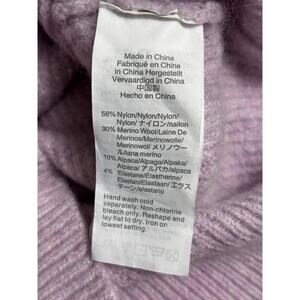 Made in China
Fabriqué en Chine
in China Hergestellt
Vervaardigd in China
中国製
Hecho en China
56% Nylon/Nylon/Nylon/
Nylon/ ナイロン/nailon
30% Merino Wool/Laine De
Merinos/Merinowolle/
Merinowol/ メリノウー
ル/lana merino
10% Alpaca/Alpaga/Alpaka/
Alpaca/ アルパカ/alpaca
4% Elastane/Elasthanne/
Elastan/Elastaan/ エラス
テーン/elastano
Hand wash cold
separately. Non-chlorine
bleach only. Reshape and
lay flat to dry. Iron on
lowest setting.